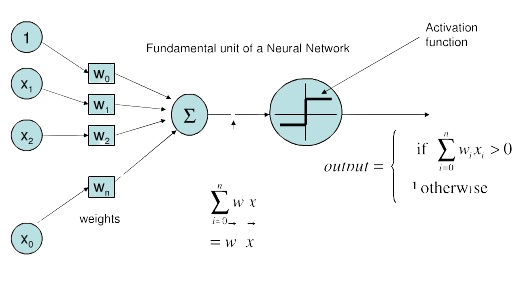 Activation
function
Fundamental unit of a Neural Network
1
x₁
x₂
x₀
w₀
w₁
w₂
wₙ
weights
Σ
n
∑ w x
i=0
= w x
output = {
if ∑ⁿᵢ₌₀ wᵢxᵢ > 0
1 otherwise